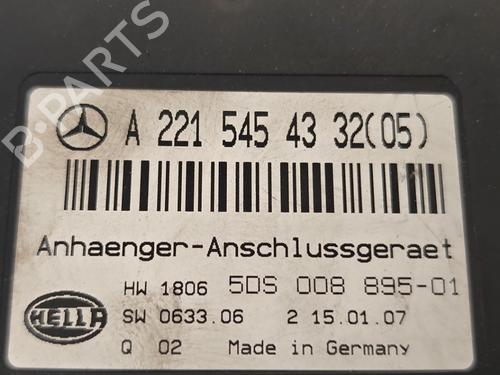 B-PARTS
A 221 545 43 32(05)
Anhaenger-Anschlussgeraet
HW 1806 5DS 008 895-01
HELLA SW 0633.06 2 15.01.07
Q 02 Made in Germany